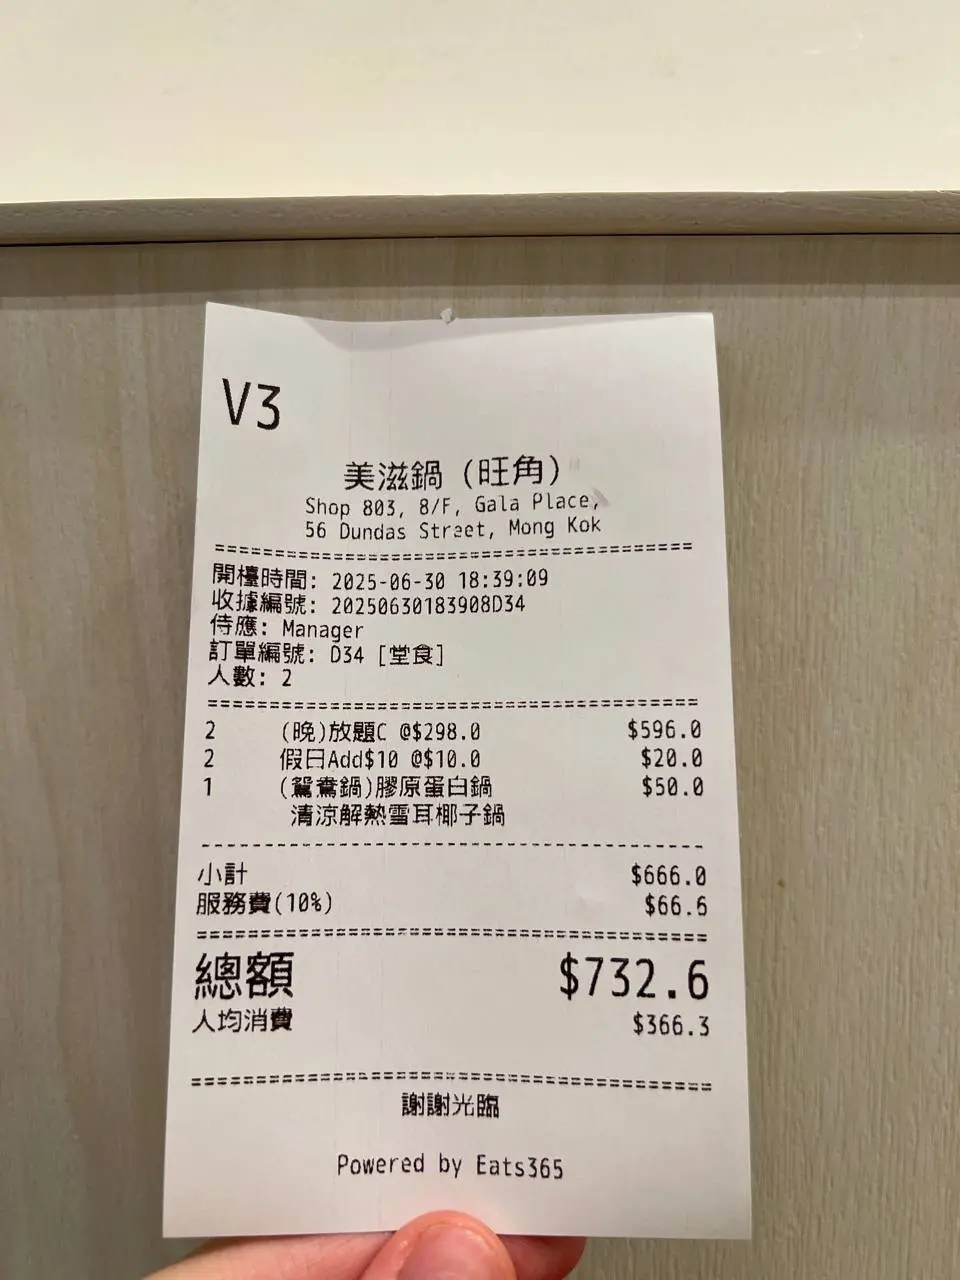 V3
美滋鍋 (旺角)
Shop 803, 8/F, Gala Place,
56 Dundas Street, Mong Kok
開檯時間: 2025-06-30 18:39:09
收據編號: 20250630183908D34
侍應: Manager
訂單編號: D34 [堂食]
人數: 2
2 (晚)放題C @$298.0 $596.0
2 假日Add$10 @$10.0 $20.0
1 (鴛鴦鍋)膠原蛋白鍋 $50.0
清涼解熱雪耳椰子鍋
小計 $666.0
服務費(10%) $66.6
總額 $732.6
人均消費 $366.3
謝謝光臨
Powered by Eats365